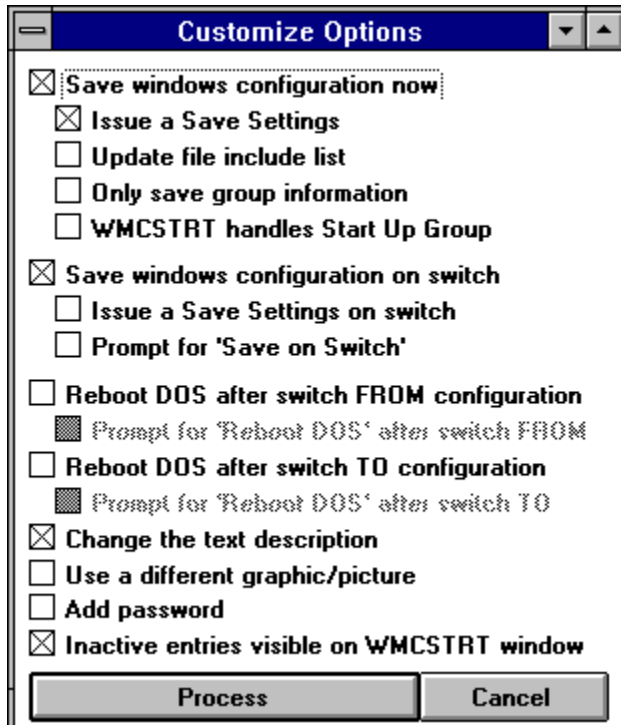 Customize Options
Save windows configuration now
Issue a Save Settings
Update file include list
Only save group information
WMCSTRT handles Start Up Group
Save windows configuration on switch
Issue a Save Settings on switch
Prompt for 'Save on Switch'
Reboot DOS after switch FROM configuration
Prompt for 'Reboot DOS' after switch FROM
Reboot DOS after switch TO configuration
Prompt for 'Reboot DOS' after switch TO
Change the text description
Use a different graphic/picture
Add password
Inactive entries visible on WMCSTRT window
Process Cancel